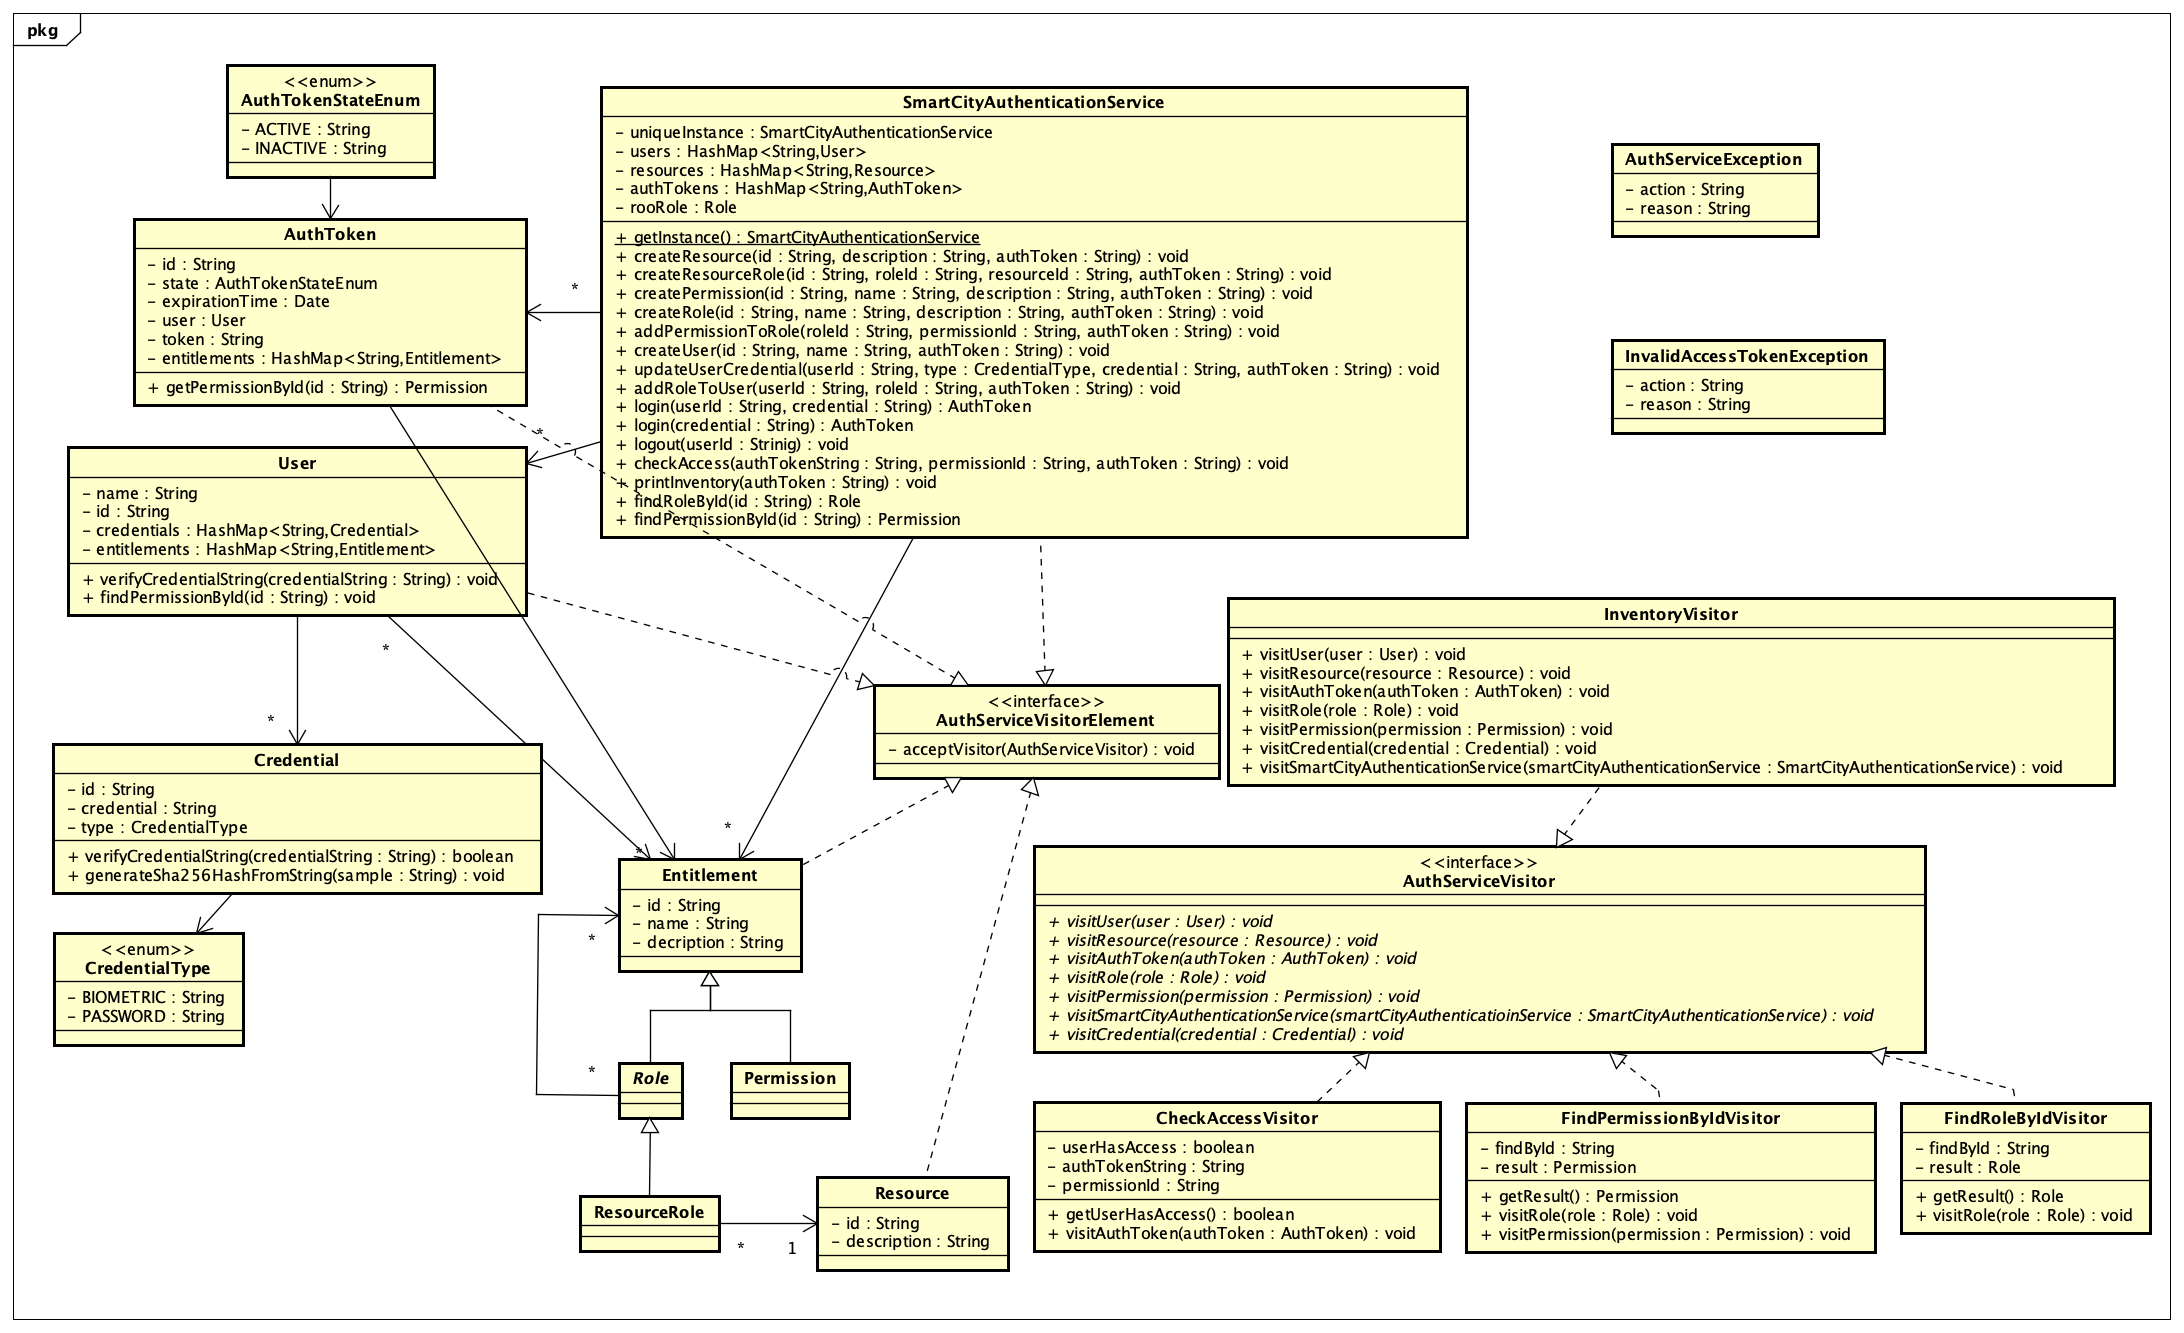 pkg
<<enum>>
AuthTokenStateEnum
– ACTIVE : String
– INACTIVE : String
AuthToken
– id : String
– state : AuthTokenStateEnum
– expirationTime : Date
– user : User
– token : String
– entitlements : HashMap<String,Entitlement>
+ getPermissionById(id : String) : Permission
SmartCityAuthenticationService
– uniqueInstance : SmartCityAuthenticationService
– users : HashMap<String,User>
– resources : HashMap<String,Resource>
– authTokens : HashMap<String,AuthToken>
– rooRole : Role
+ getInstance() : SmartCityAuthenticationService
+ createResource(id : String, description : String, authToken : String) : void
+ createResourceRole(id : String, roleId : String, resourceId : String, authToken : String) : void
+ createPermission(id : String, name : String, description : String, authToken : String) : void
+ createRole(id : String, name : String, description : String, authToken : String) : void
+ addPermissionToRole(roleId : String, permissionId : String, authToken : String) : void
+ createUser(id : String, name : String, authToken : String) : void
+ updateUserCredential(userId : String, type : CredentialType, credential : String, authToken : String) : void
+ addRoleToUser(userId : String, roleId : String, authToken : String) : void
+ login(userId : String, credential : String) : AuthToken
+ login(credential : String) : AuthToken
+ logout(userId : Strinig) : void
+ checkAccess(authTokenString : String, permissionId : String, authToken : String) : void
+ printInventory(authToken : String) : void
+ findRoleById(id : String) : Role
+ findPermissionById(id : String) : Permission
AuthServiceException
– action : String
– reason : String
InvalidAccessTokenException
– action : String
– reason : String
*
*
User
– name : String
– id : String
– credentials : HashMap<String,Credential>
– entitlements : HashMap<String,Entitlement>
+ verifyCredentialString(credentialString : String) : void
+ findPermissionById(id : String) : void
*
*
Credential
– id : String
– credential : String
– type : CredentialType
+ verifyCredentialString(credentialString : String) : boolean
+ generateSha256HashFromString(sample : String) : void
<<enum>>
CredentialType
– BIOMETRIC : String
– PASSWORD : String
<<interface>>
AuthServiceVisitorElement
– acceptVisitor(AuthServiceVisitor) : void
InventoryVisitor
+ visitUser(user : User) : void
+ visitResource(resource : Resource) : void
+ visitAuthToken(authToken : AuthToken) : void
+ visitRole(role : Role) : void
+ visitPermission(permission : Permission) : void
+ visitCredential(credential : Credential) : void
+ visitSmartCityAuthenticationService(smartCityAuthenticationService : SmartCityAuthenticationService) : void
*
*
Entitlement
– id : String
– name : String
– decription : String
*
*
Role
Permission
ResourceRole
*
1
Resource
– id : String
– description : String
<<interface>>
AuthServiceVisitor
+ visitUser(user : User) : void
+ visitResource(resource : Resource) : void
+ visitAuthToken(authToken : AuthToken) : void
+ visitRole(role : Role) : void
+ visitPermission(permission : Permission) : void
+ visitSmartCityAuthenticationService(smartCityAuthenticatioinService : SmartCityAuthenticationService) : void
+ visitCredential(credential : Credential) : void
CheckAccessVisitor
– userHasAccess : boolean
– authTokenString : String
– permissionId : String
+ getUserHasAccess() : boolean
+ visitAuthToken(authToken : AuthToken) : void
FindPermissionByIdVisitor
– findById : String
– result : Permission
+ getResult() : Permission
+ visitRole(role : Role) : void
+ visitPermission(permission : Permission) : void
FindRoleByIdVisitor
– findById : String
– result : Role
+ getResult() : Role
+ visitRole(role : Role) : void